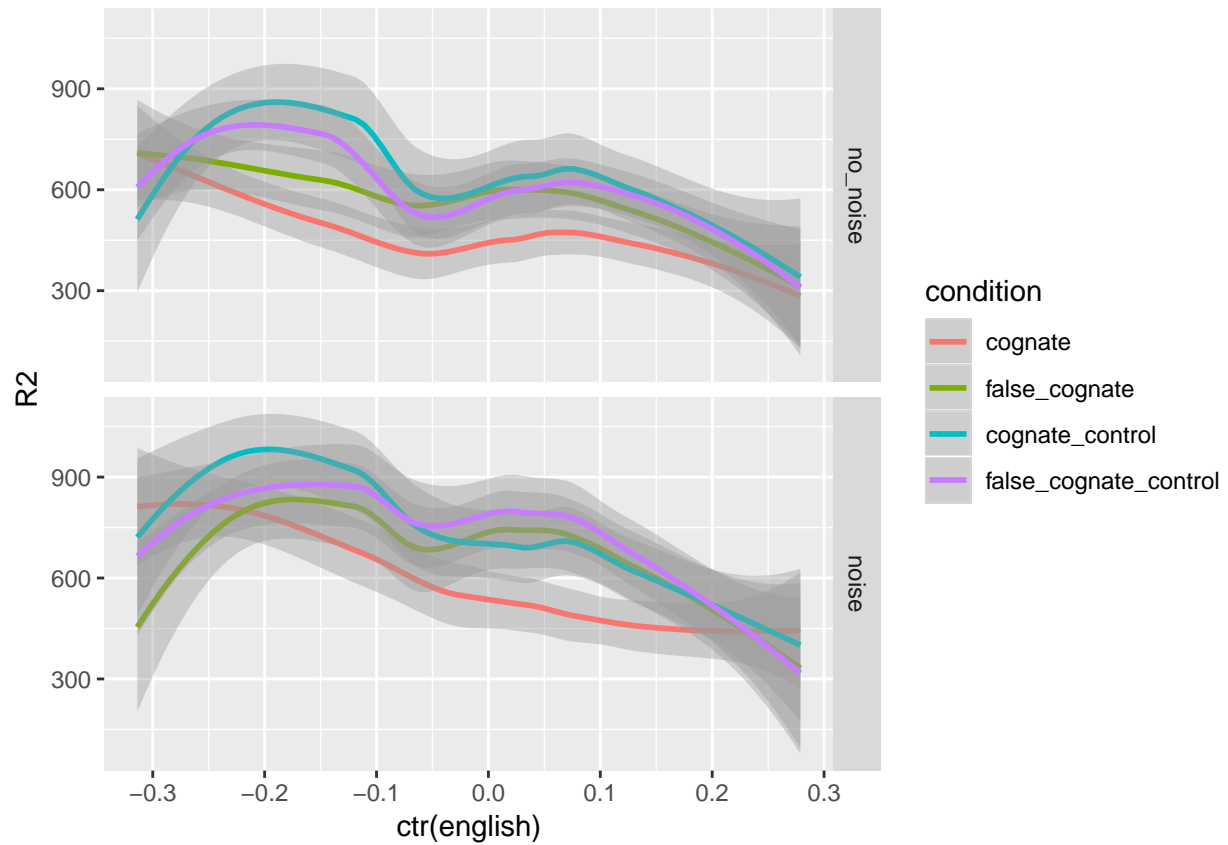 900
600
300
no_noise
R2
900
600
300
noise
−0.3 −0.2 −0.1 0.0 0.1 0.2 0.3
ctr(english)
condition
cognate
false_cognate
cognate_control
false_cognate_control